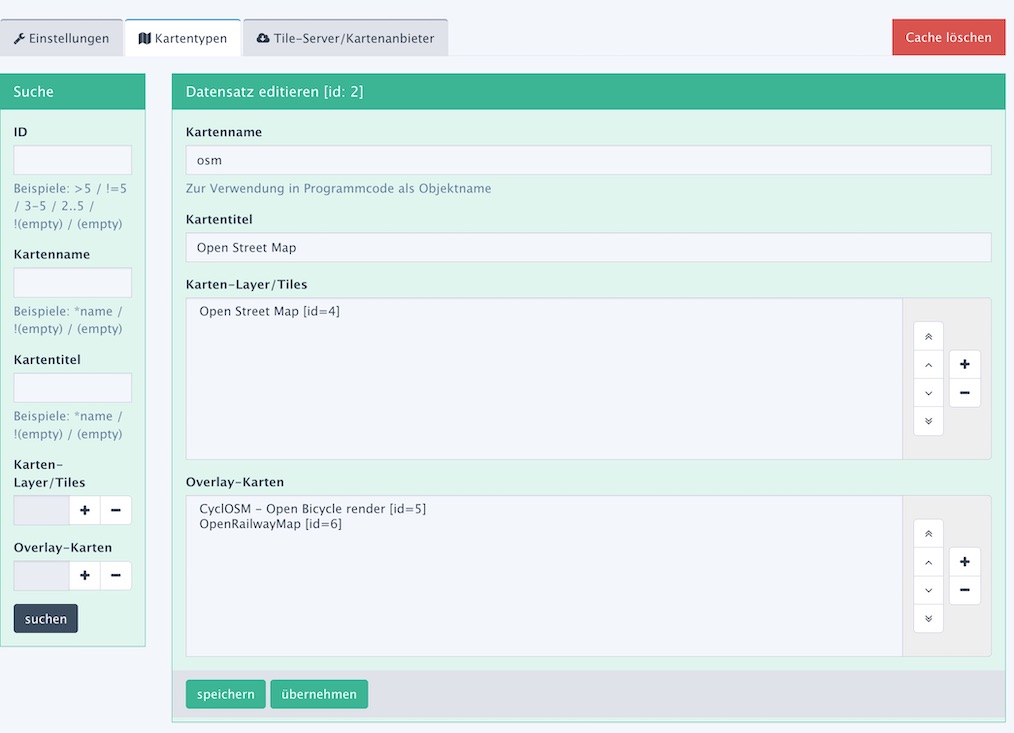 Einstellungen
Kartentypen
Tile-Server/Kartenanbieter
Cache löschen
Suche
ID
Beispiele: >5 / !=5
/ 3-5 / 2..5 /
!(empty) / (empty)
Kartenname
Beispiele: *name /
!(empty) / (empty)
Kartentitel
Beispiele: *name /
!(empty) / (empty)
Karten-
Layer/Tiles
Overlay-Karten
suchen
Datensatz editieren [id: 2]
Kartenname
osm
Zur Verwendung in Programmcode als Objektname
Kartentitel
Open Street Map
Karten-Layer/Tiles
Open Street Map [id=4]
Overlay-Karten
CyclOSM - Open Bicycle render [id=5]
OpenRailwayMap [id=6]
speichern
übernehmen